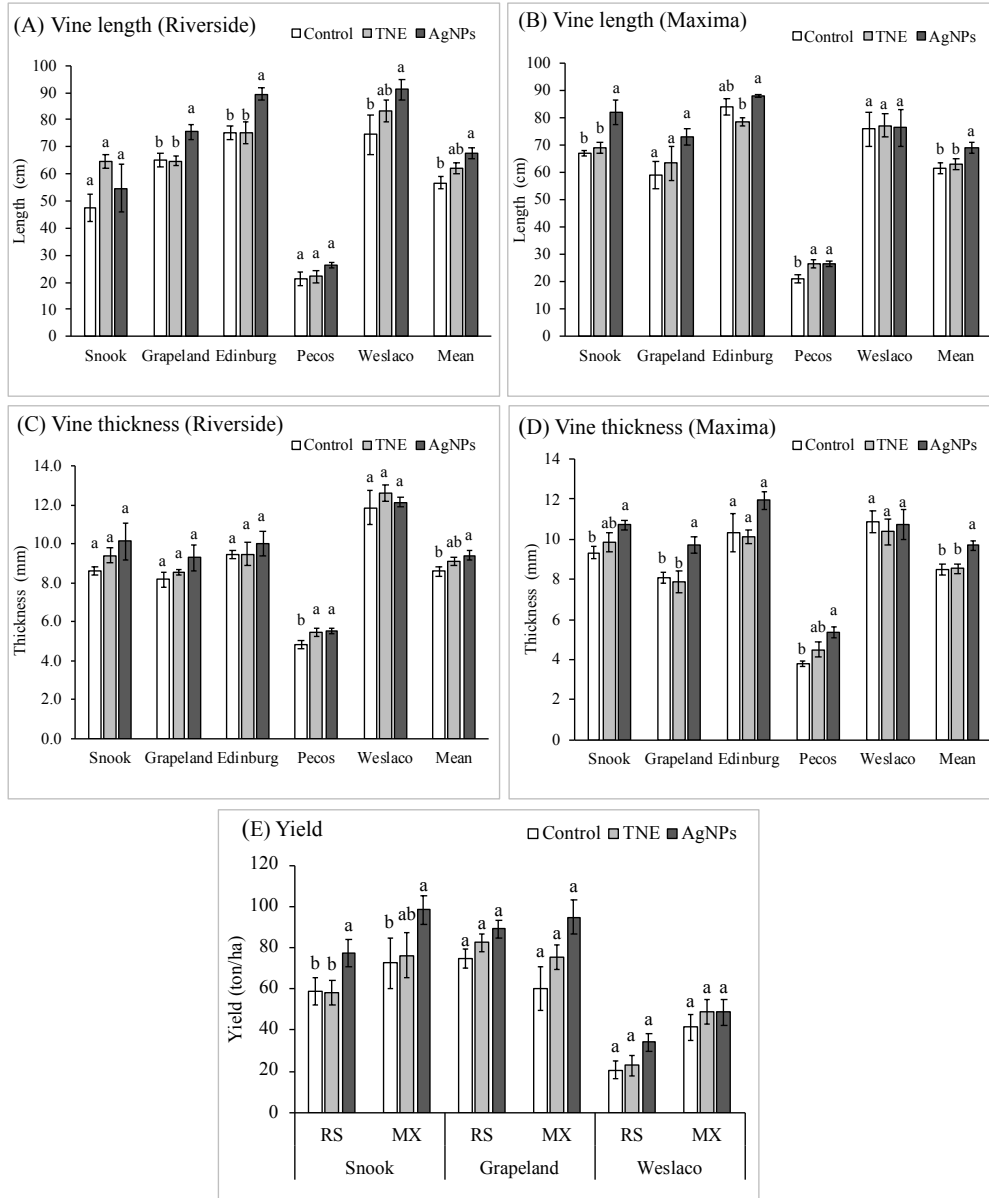 (A) Vine length (Riverside)
Control TNE AgNPs
100
90
80
70
60
50
40
30
20
10
0
Length (cm)
a a a b b a b b a a a a b ab a b ab a
Snook Grapeland Edinburg Pecos Weslaco Mean
(B) Vine length (Maxima)
Control TNE AgNPs
100
90
80
70
60
50
40
30
20
10
0
Length (cm)
b b a a a a ab b a b a a a a a b b a
Snook Grapeland Edinburg Pecos Weslaco Mean
(C) Vine thickness (Riverside)
Control TNE AgNPs
14.0
12.0
10.0
8.0
6.0
4.0
2.0
0.0
Thickness (mm)
a a a a a a a a a b a a a a a b ab a
Snook Grapeland Edinburg Pecos Weslaco Mean
(D) Vine thickness (Maxima)
Control TNE AgNPs
14
12
10
8
6
4
2
0
Thickness (mm)
b ab a b b a a a a b ab a a a a b b a
Snook Grapeland Edinburg Pecos Weslaco Mean
(E) Yield
Control TNE AgNPs
120
100
80
60
40
20
0
Yield (ton/ha)
b b a b ab a a a a a a a a a a a a a
RS MX RS MX RS MX
Snook Grapeland Weslaco